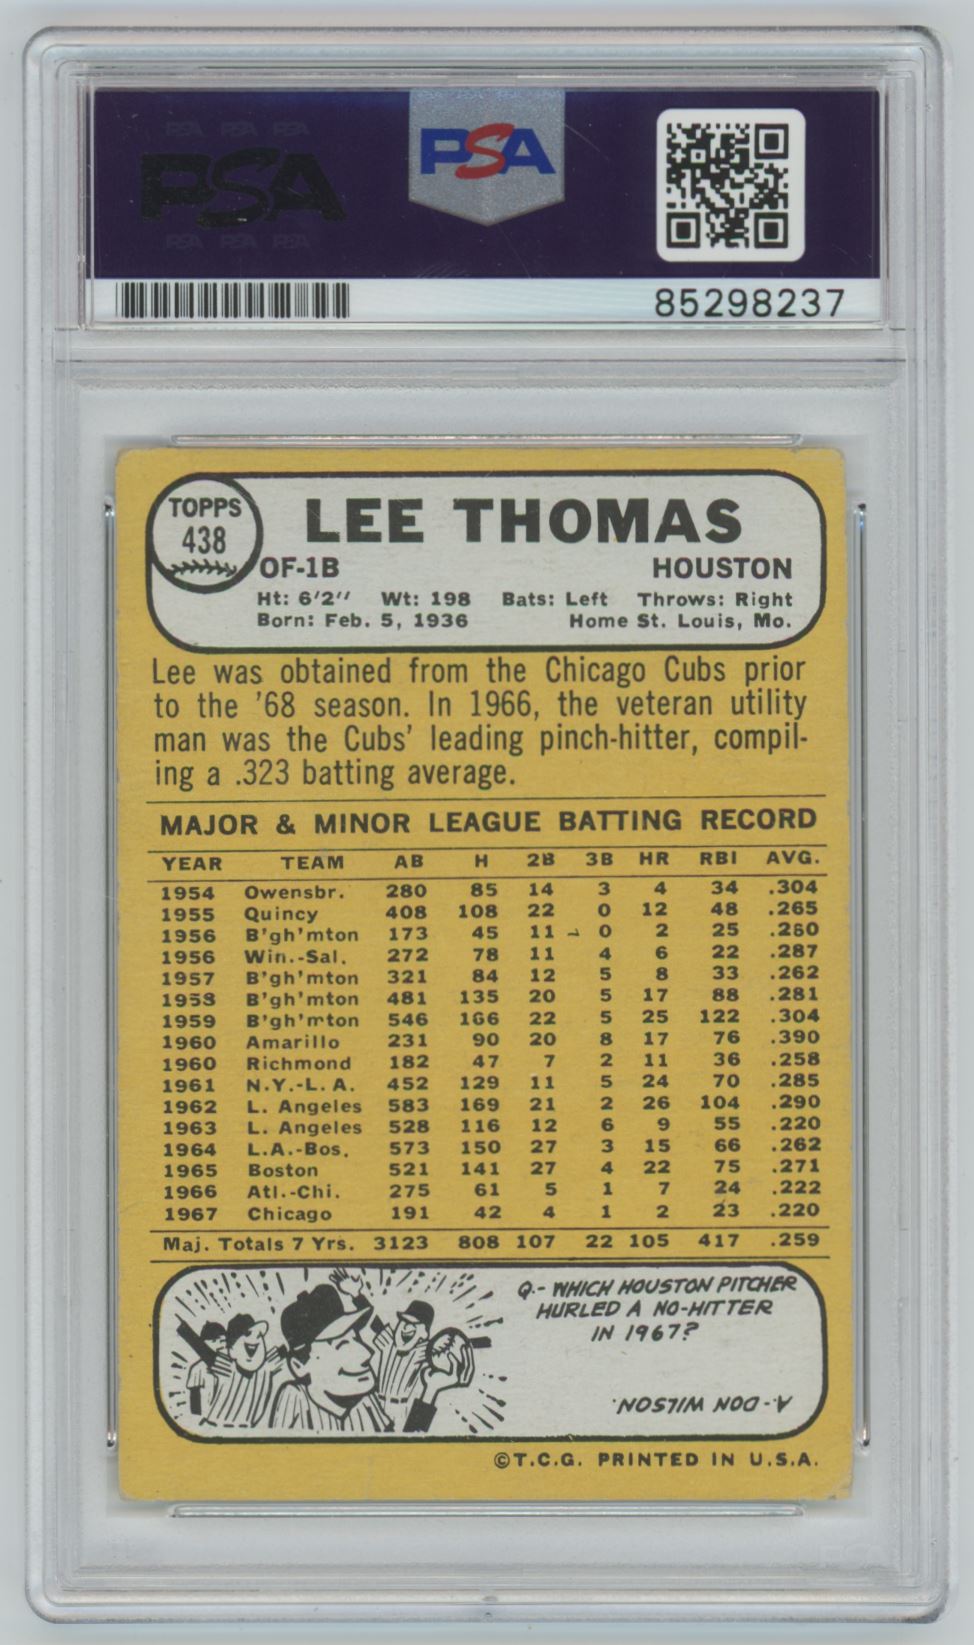 PSA PSA PSA
PSA
PSA PSA PSA
PSA
85298237
TOPPS
438
LEE THOMAS
OF-1B HOUSTON
Ht: 6'2" Wt: 198 Bats: Left Throws: Right
Born: Feb. 5, 1936 Home St. Louis, Mo.
Lee was obtained from the Chicago Cubs prior
to the '68 season. In 1966, the veteran utility
man was the Cubs' leading pinch-hitter, compil-
ing a .323 batting average.
MAJOR & MINOR LEAGUE BATTING RECORD
YEAR TEAM AB H 2B 3B HR RBI AVG.
1954 Owensbr. 280 85 14 3 4 34 .304
1955 Quincy 408 108 22 0 12 48 .265
1956 B'gh'mton 173 45 11 0 2 25 .260
1956 Win.-Sal. 272 78 11 4 6 22 .287
1957 B'gh'mton 321 84 12 5 8 33 .262
1958 B'gh'mton 481 135 20 5 17 88 .281
1959 B'gh'mton 546 166 22 5 25 122 .304
1960 Amarillo 231 90 20 8 17 76 .390
1960 Richmond 182 47 7 2 11 36 .258
1961 N.Y.-L. A. 452 129 11 5 24 70 .285
1962 L. Angeles 583 169 21 2 26 104 .290
1963 L. Angeles 528 116 12 6 9 55 .220
1964 L.A.-Bos. 573 150 27 3 15 66 .262
1965 Boston 521 141 27 4 22 75 .271
1966 Atl.-Chi. 275 61 5 1 7 24 .222
1967 Chicago 191 42 4 1 2 23 .220
Maj. Totals 7 Yrs. 3123 808 107 22 105 417 .259
Q.- WHICH HOUSTON PITCHER
HURLED A NO-HITTER
IN 1967?
A.- DON WILSON.
©T.C.G. PRINTED IN U.S.A.